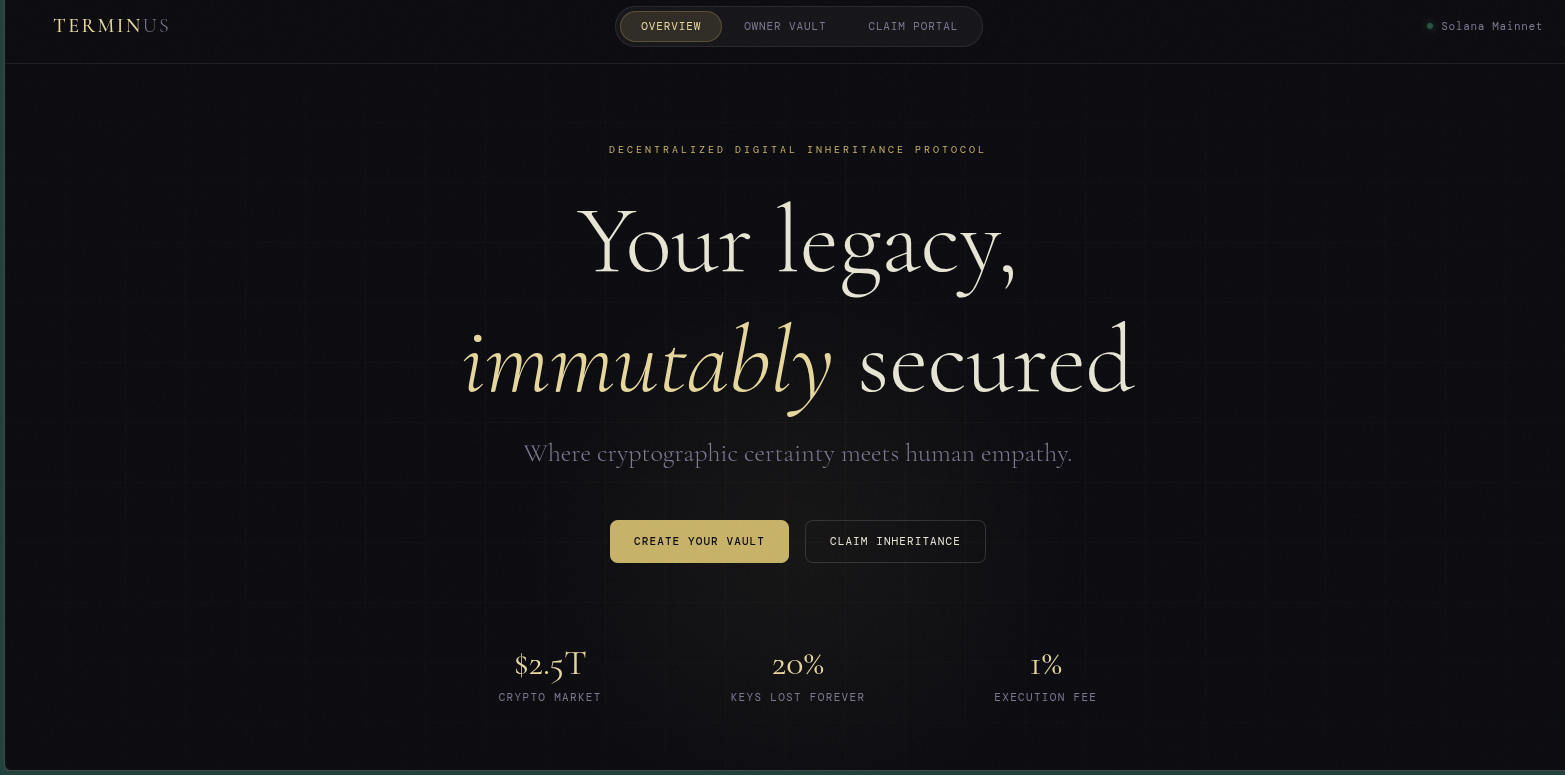 TERMINUS
OVERVIEW
OWNER VAULT
CLAIM PORTAL
Solana Mainnet
DECENTRALIZED DIGITAL INHERITANCE PROTOCOL
Your legacy,
immutably secured
Where cryptographic certainty meets human empathy.
CREATE YOUR VAULT
CLAIM INHERITANCE
$2.5T
CRYPTO MARKET
20%
KEYS LOST FOREVER
1%
EXECUTION FEE